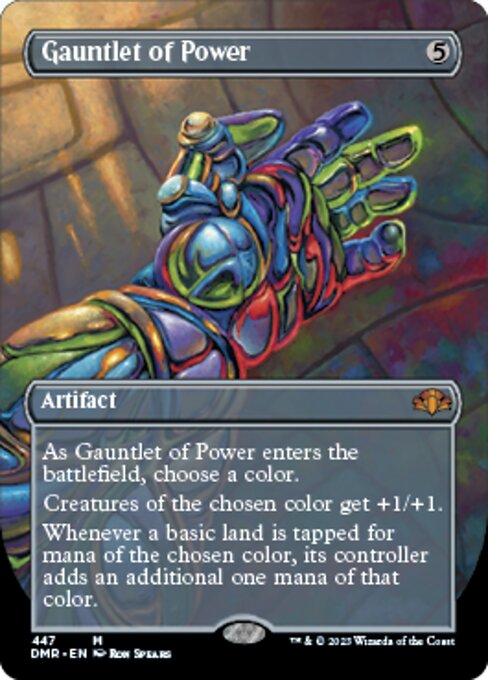 Gauntlet of Power 5
Artifact
As Gauntlet of Power enters the
battlefield, choose a color.
Creatures of the chosen color get +1/+1.
Whenever a basic land is tapped for
mana of the chosen color, its controller
adds an additional one mana of that
color.
447 M
DMR • EN Ron Spears
™ & © 2023 Wizards of the Coast